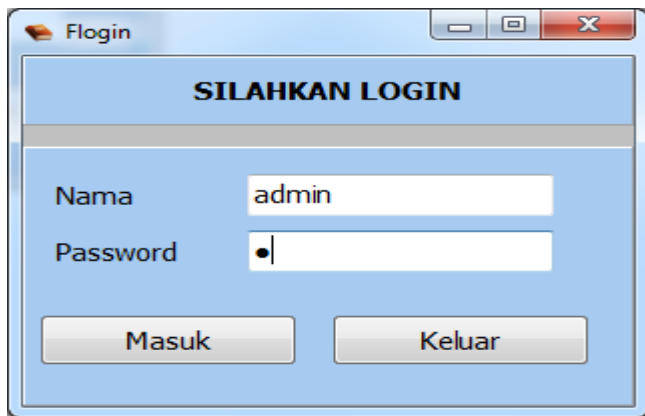 Flogin
SILAHKAN LOGIN
Nama admin
Password ●
Masuk Keluar